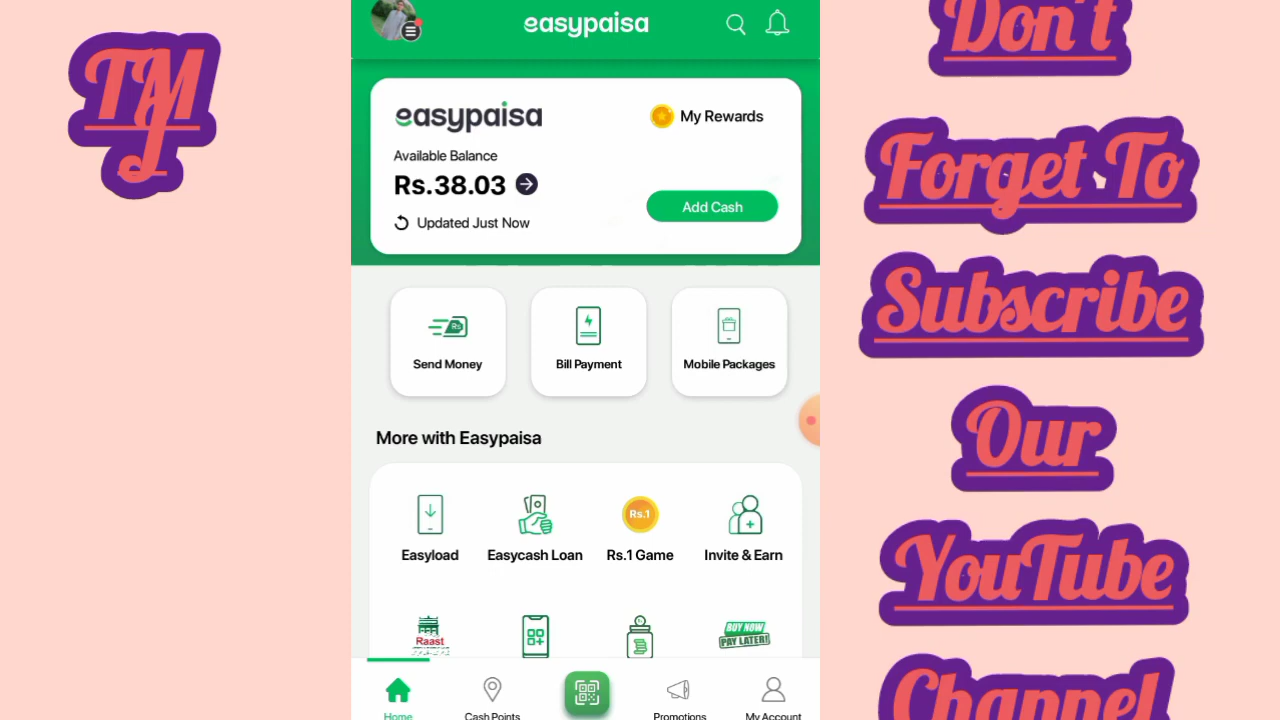 TMJ
easypaisa
easypaisa
My Rewards
Available Balance
Rs.38.03
Add Cash
Updated Just Now
Rs
Send Money
Bill Payment
Mobile Packages
More with Easypaisa
Rs.1
Easyload
Easycash Loan
Rs.1 Game
Invite & Earn
Raast
BUY NOW
PAY LATER!
Home
Cash Points
Promotions
My Account
Don't
Forget To
Subscribe
Our
YouTube
Channel